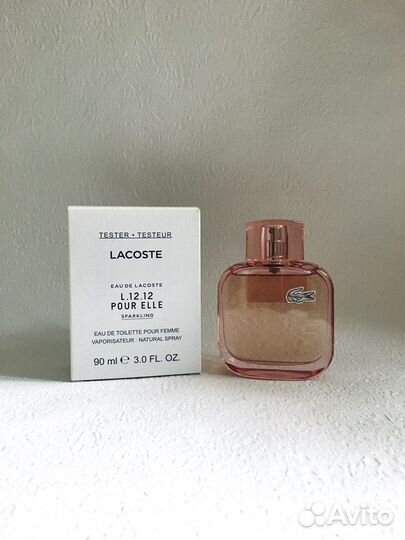 TESTER • TESTEUR
LACOSTE
EAU DE LACOSTE
L.12.12
POUR ELLE
SPARKLING
EAU DE TOILETTE POUR FEMME
VAPORISATEUR · NATURAL SPRAY
90 ml ℮ 3.0 FL. OZ.
Avito